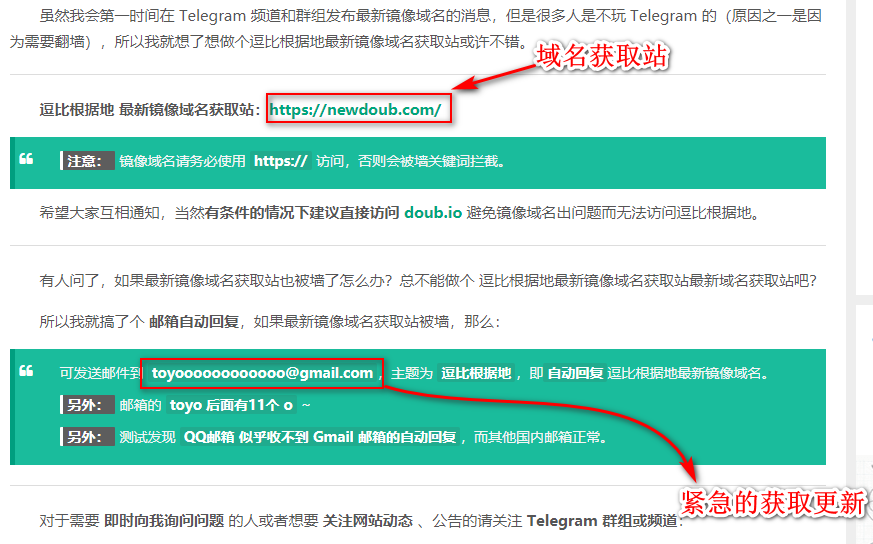 虽然我会第一时间在 Telegram 频道和群组发布最新镜像域名的消息，但是很多人是不玩 Telegram 的（原因之一是因
为需要翻墙），所以我就想了想做个逗比根据地最新镜像域名获取站或许不错。
域名获取站
逗比根据地 最新镜像域名获取站：https://newdoub.com/
注意： 镜像域名请务必使用 https:// 访问，否则会被墙关键词拦截。
希望大家互相通知，当然有条件的情况下建议直接访问 doub.io 避免镜像域名出问题而无法访问逗比根据地。
有人问了，如果最新镜像域名获取站也被墙了怎么办？总不能做个 逗比根据地最新镜像域名获取站最新域名获取站吧？
所以我就搞了个 邮箱自动回复，如果最新镜像域名获取站被墙，那么：
可发送邮件到 toyooooooooooo@gmail.com ，主题为 逗比根据地 ，即 自动回复 逗比根据地最新镜像域名。
另外： 邮箱的 toyo 后面有11个 o ~
另外： 测试发现 QQ邮箱 似乎收不到 Gmail 邮箱的自动回复 ，而其他国内邮箱正常。
紧急的获取更新
对于需要 即时向我询问问题 的人或者想要 关注网站动态 、公告的请关注 Telegram 群组或频道：